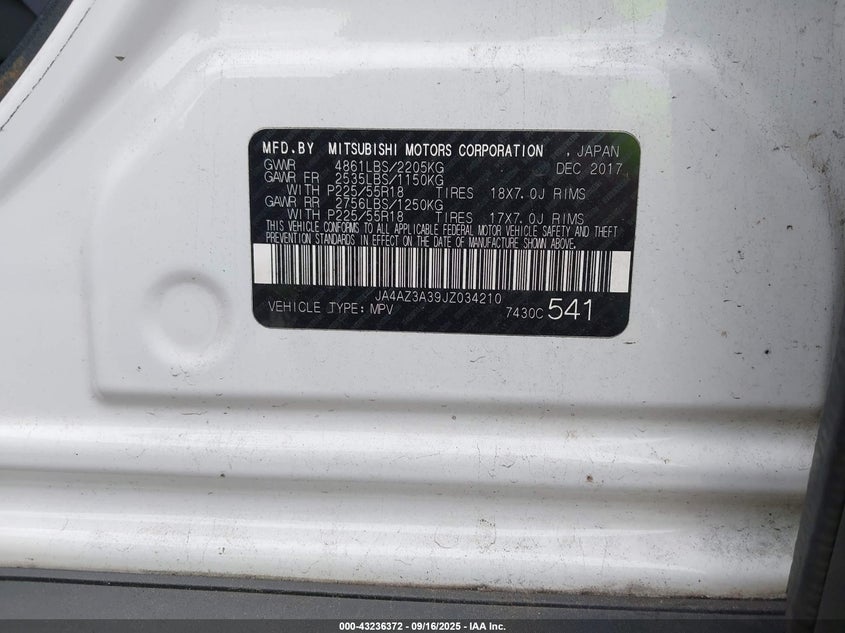 MFD.BY MITSUBISHI MOTORS CORPORATION , JAPAN
GVWR 4861LBS/2205KG DEC 2017
GAWR FR 2535LBS/1150KG
WITH P225/55R18 TIRES 18X7.0J RIMS
GAWR RR 2756LBS/1250KG
WITH P225/55R18 TIRES 17X7.0J RIMS
THIS VEHICLE CONFORMS TO ALL APPLICABLE FEDERAL MOTOR VEHICLE SAFETY AND THEFT
PREVENTION STANDARDS IN EFFECT ON THE DATE OF MANUFACTURE SHOWN ABOVE.
JA4AZ3A39JZ034210
VEHICLE TYPE: MPV 7430C 541
000-43236372 - 09/16/2025 - IAA Inc.